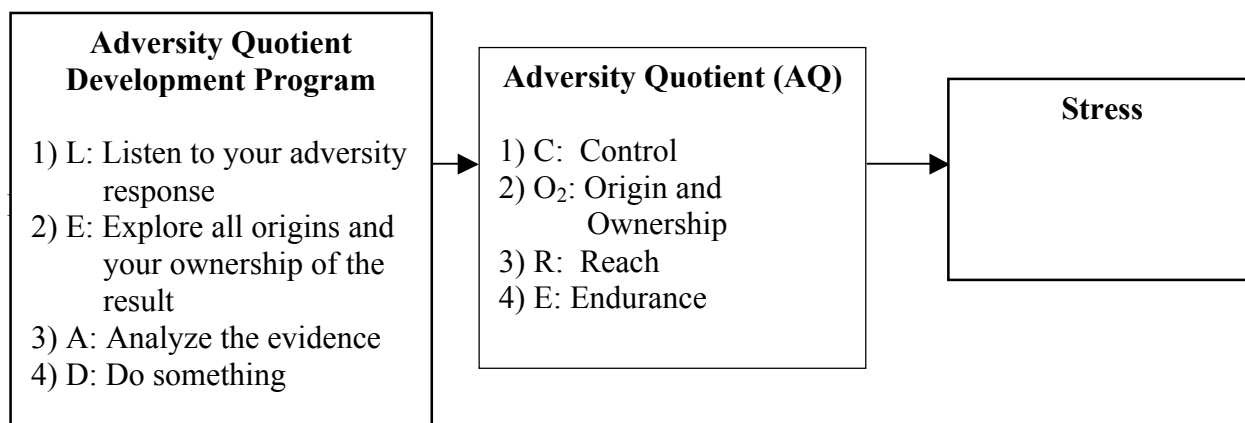 Adversity Quotient
Development Program
1) L: Listen to your adversity
response
2) E: Explore all origins and
your ownership of the
result
3) A: Analyze the evidence
4) D: Do something
Adversity Quotient (AQ)
1) C: Control
2) O₂: Origin and
Ownership
3) R: Reach
4) E: Endurance
Stress